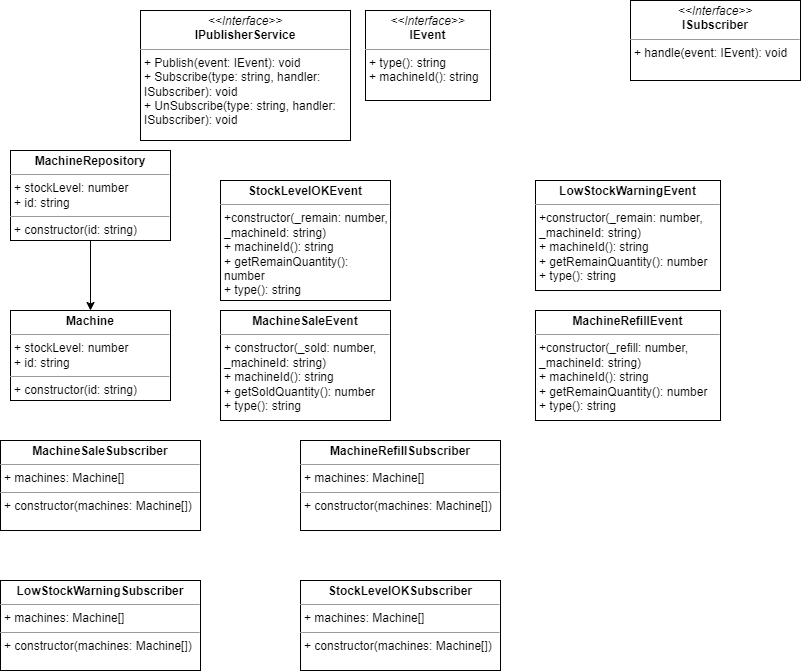 <<Interface>>
IPublisherService
+ Publish(event: IEvent): void
+ Subscribe(type: string, handler:
ISubscriber): void
+ UnSubscribe(type: string, handler:
ISubscriber): void
<<Interface>>
IEvent
+ type(): string
+ machineId(): string
<<Interface>>
ISubscriber
+ handle(event: IEvent): void
MachineRepository
+ stockLevel: number
+ id: string
+ constructor(id: string)
StockLevelOKEvent
+constructor(_remain: number,
_machineId: string)
+ machineId(): string
+ getRemainQuantity():
number
+ type(): string
LowStockWarningEvent
+constructor(_remain: number,
_machineId: string)
+ machineId(): string
+ getRemainQuantity(): number
+ type(): string
Machine
+ stockLevel: number
+ id: string
+ constructor(id: string)
MachineSaleEvent
+ constructor(_sold: number,
_machineId: string)
+ machineId(): string
+ getSoldQuantity(): number
+ type(): string
MachineRefillEvent
+constructor(_refill: number,
_machineId: string)
+ machineId(): string
+ getRemainQuantity(): number
+ type(): string
MachineSaleSubscriber
+ machines: Machine[]
+ constructor(machines: Machine[])
MachineRefillSubscriber
+ machines: Machine[]
+ constructor(machines: Machine[])
LowStockWarningSubscriber
+ machines: Machine[]
+ constructor(machines: Machine[])
StockLevelOKSubscriber
+ machines: Machine[]
+ constructor(machines: Machine[])